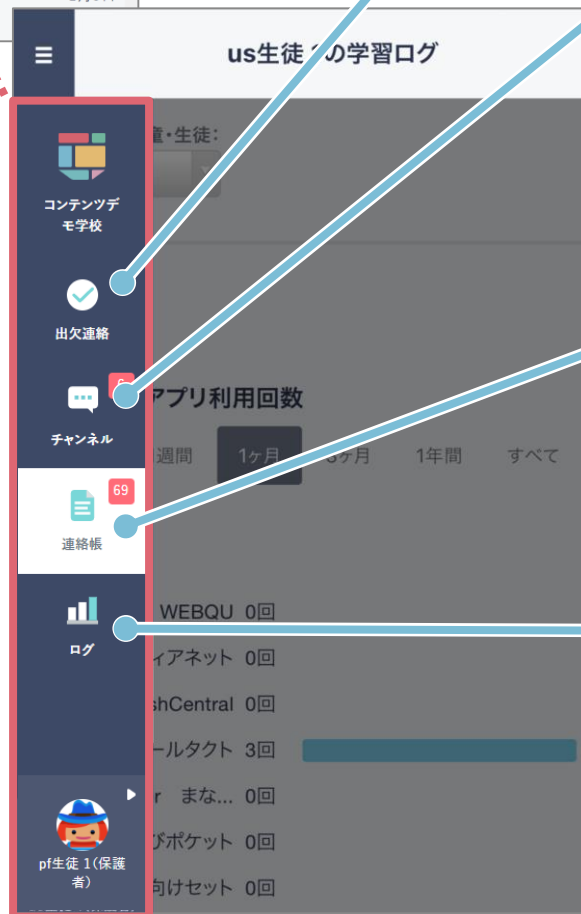 us生徒 の学習ログ
童・生徒:
コンテンツデ
モ学校
出欠連絡
アプリ利用回数
チャンネル
週間 1ヶ月 ヶ月 1年間 すべて
69
連絡帳
WEBQU 0回
ログ
ィアネット 0回
shCentral 0回
ールタクト 3回
r まな... 0回
びポケット 0回
pf生徒 1(保護
者)
向けセット 0回